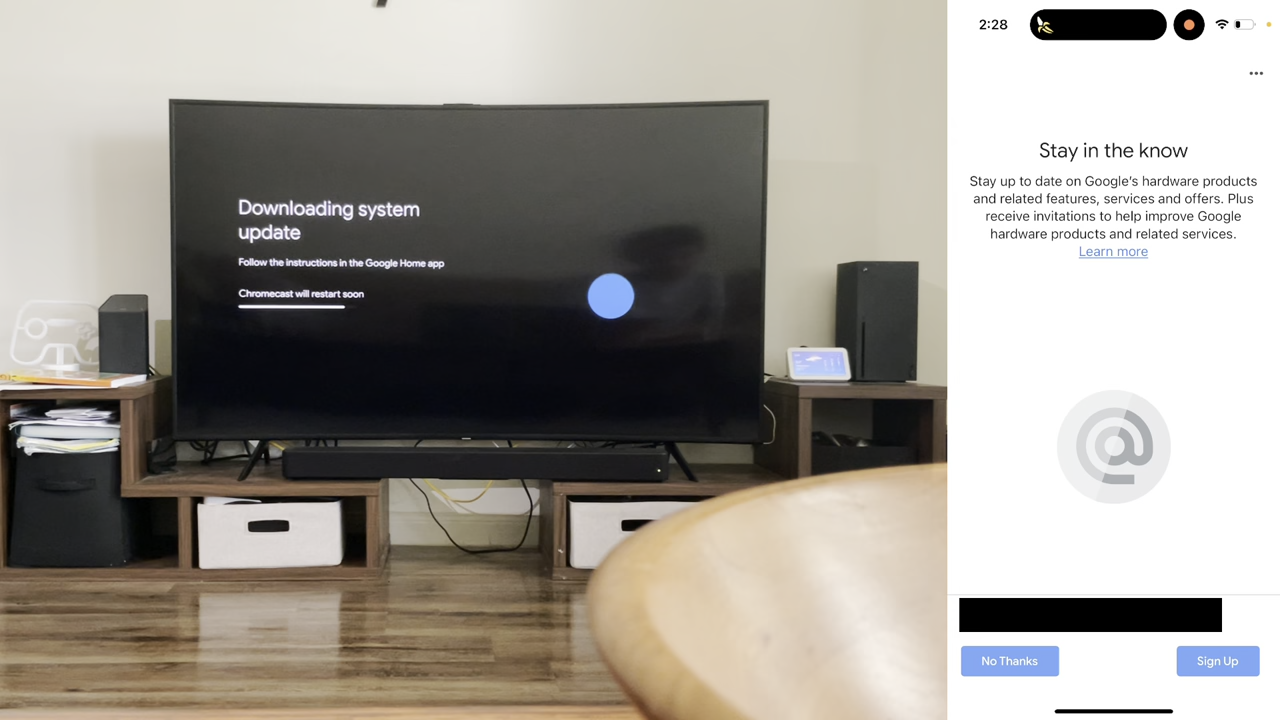 Downloading system
update
Follow the instructions in the Google Home app
Chromecast will restart soon
2:28
Stay in the know
Stay up to date on Google's hardware products
and related features, services and offers. Plus
receive invitations to help improve Google
hardware products and related services.
Learn more
No Thanks
Sign Up